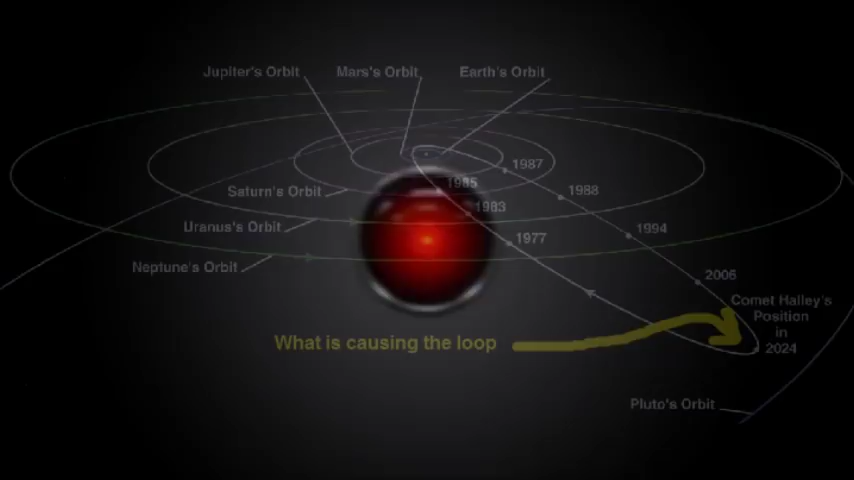 Jupiter's Orbit
Mars's Orbit
Earth's Orbit
1987
1985
Saturn's Orbit
1988
1983
Uranus's Orbit
1994
1977
Neptune's Orbit
2005
Comet Halley's
Position
in
2024
What is causing the loop
Pluto's Orbit